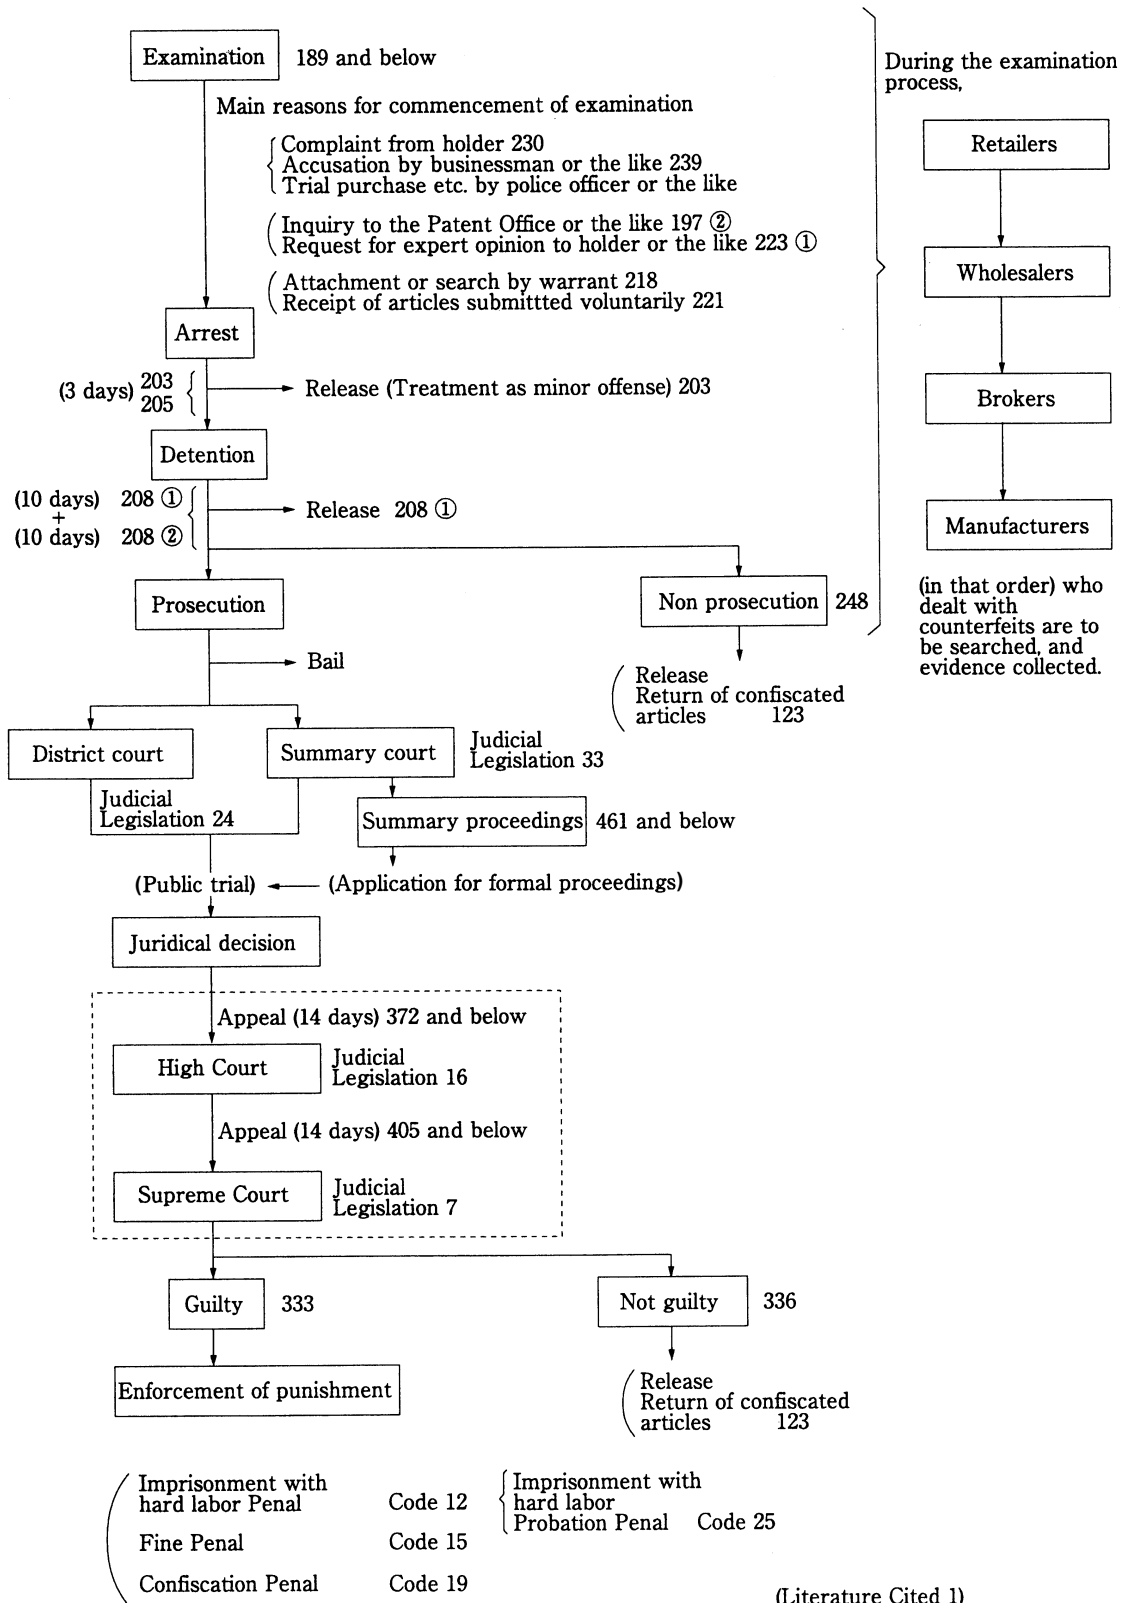 Examination 189 and below
Main reasons for commencement of examination
Complaint from holder 230
Accusation by businessman or the like 239
Trial purchase etc. by police officer or the like
Inquiry to the Patent Office or the like 197 ②
Request for expert opinion to holder or the like 223 ①
Attachment or search by warrant 218
Receipt of articles submittted voluntarily 221
During the examination
process,
Retailers
Wholesalers
Brokers
Manufacturers
(in that order) who
dealt with
counterfeits are to
be searched, and
evidence collected.
Arrest
(3 days) 203
205
Release (Treatment as minor offense) 203
Detention
(10 days) 208 ①
+
(10 days) 208 ②
Release 208 ①
Prosecution
Non prosecution 248
Bail
Release
Return of confiscated
articles 123
District court
Summary court
Judicial
Legislation 33
Judicial
Legislation 24
Summary proceedings 461 and below
(Public trial)
(Application for formal proceedings)
Juridical decision
Appeal (14 days) 372 and below
High Court
Judicial
Legislation 16
Appeal (14 days) 405 and below
Supreme Court
Judicial
Legislation 7
Guilty 333
Not guilty 336
Enforcement of punishment
Release
Return of confiscated
articles 123
Imprisonment with
hard labor Penal Code 12
Fine Penal Code 15
Confiscation Penal Code 19
Imprisonment with
hard labor
Probation Penal Code 25
(Literature Cited 1)